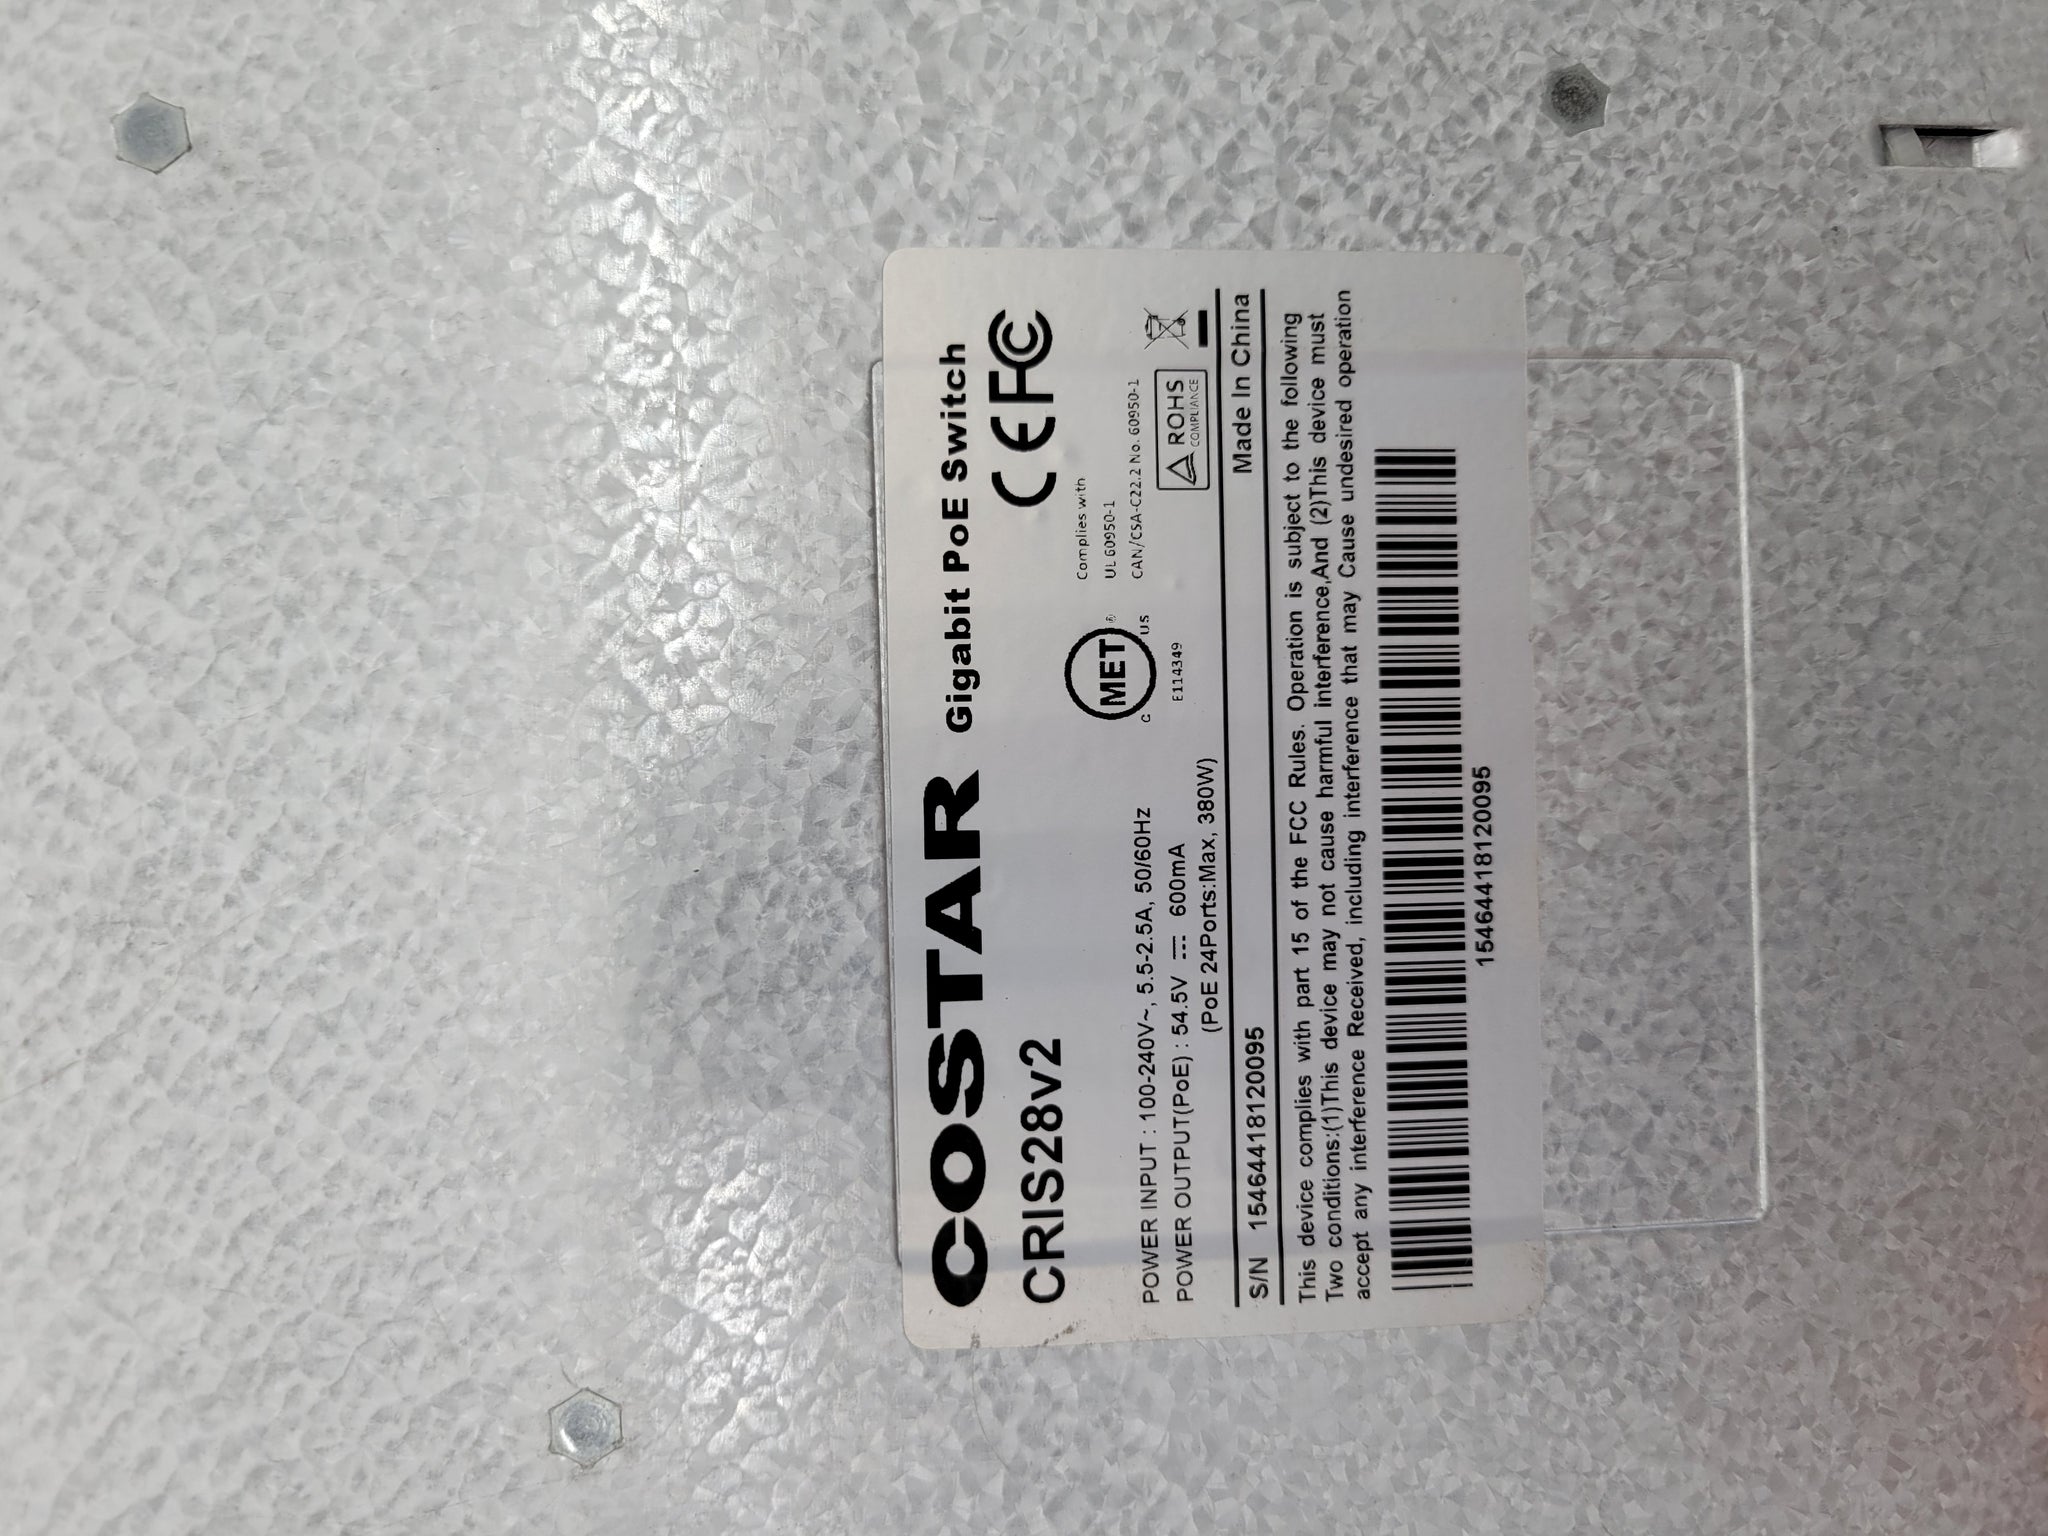 COSTAR Gigabit PoE Switch
CRIS28v2
CE FC
Complies with
UL 60950-1
CAN/CSA-C22.2 No. 60950-1
MET ®
C US
E114349
ROHS
COMPLIANCE
POWER INPUT : 100-240V~, 5.5-2.5A, 50/60Hz
POWER OUTPUT(PoE) : 54.5V ⎓ 600mA
(PoE 24Ports:Max, 380W)
S/N 1546441812​0095
Made In China
This device complies with part 15 of the FCC Rules. Operation is subject to the following
Two conditions:(1)This device may not cause harmful interference,And (2)This device must
accept any interference Received, including interference that may Cause undesired operation
15464418120095